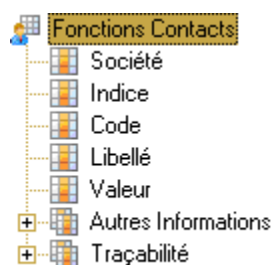 Fonctions Contacts
Société
Indice
Code
Libellé
Valeur
Autres Informations
Traçabilité